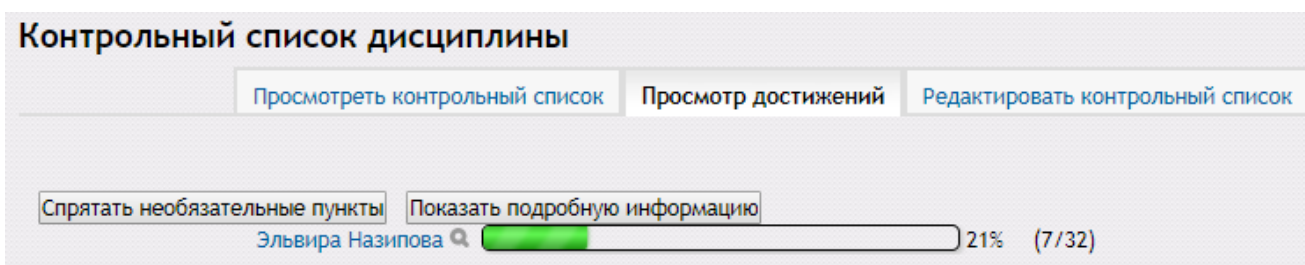 Контрольный список дисциплины
Просмотреть контрольный список Просмотр достижений Редактировать контрольный список
Спрятать необязательные пункты Показать подробную информацию
Эльвира Назипова 21% (7/32)